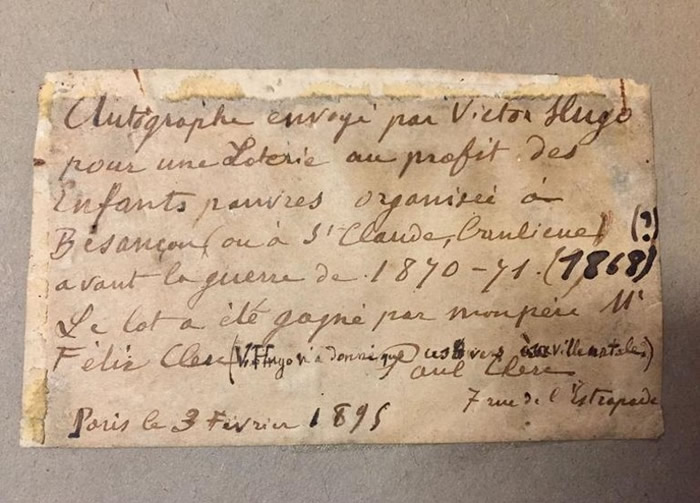 Autographe envoyé par Victor Hugo
pour une Loterie au profit des
Enfants pauvres organisée à
Besançon (ou à St Claude, banlieue) (?)
avant la guerre de 1870-71. (1868)
Le lot a été gagné par mon père Mr
Félix Clerc (V. Hugo n'a donné que ces vers à sa ville natale)
Paul Clerc
7 rue de l'Estrapade
Paris le 3 Février 1895